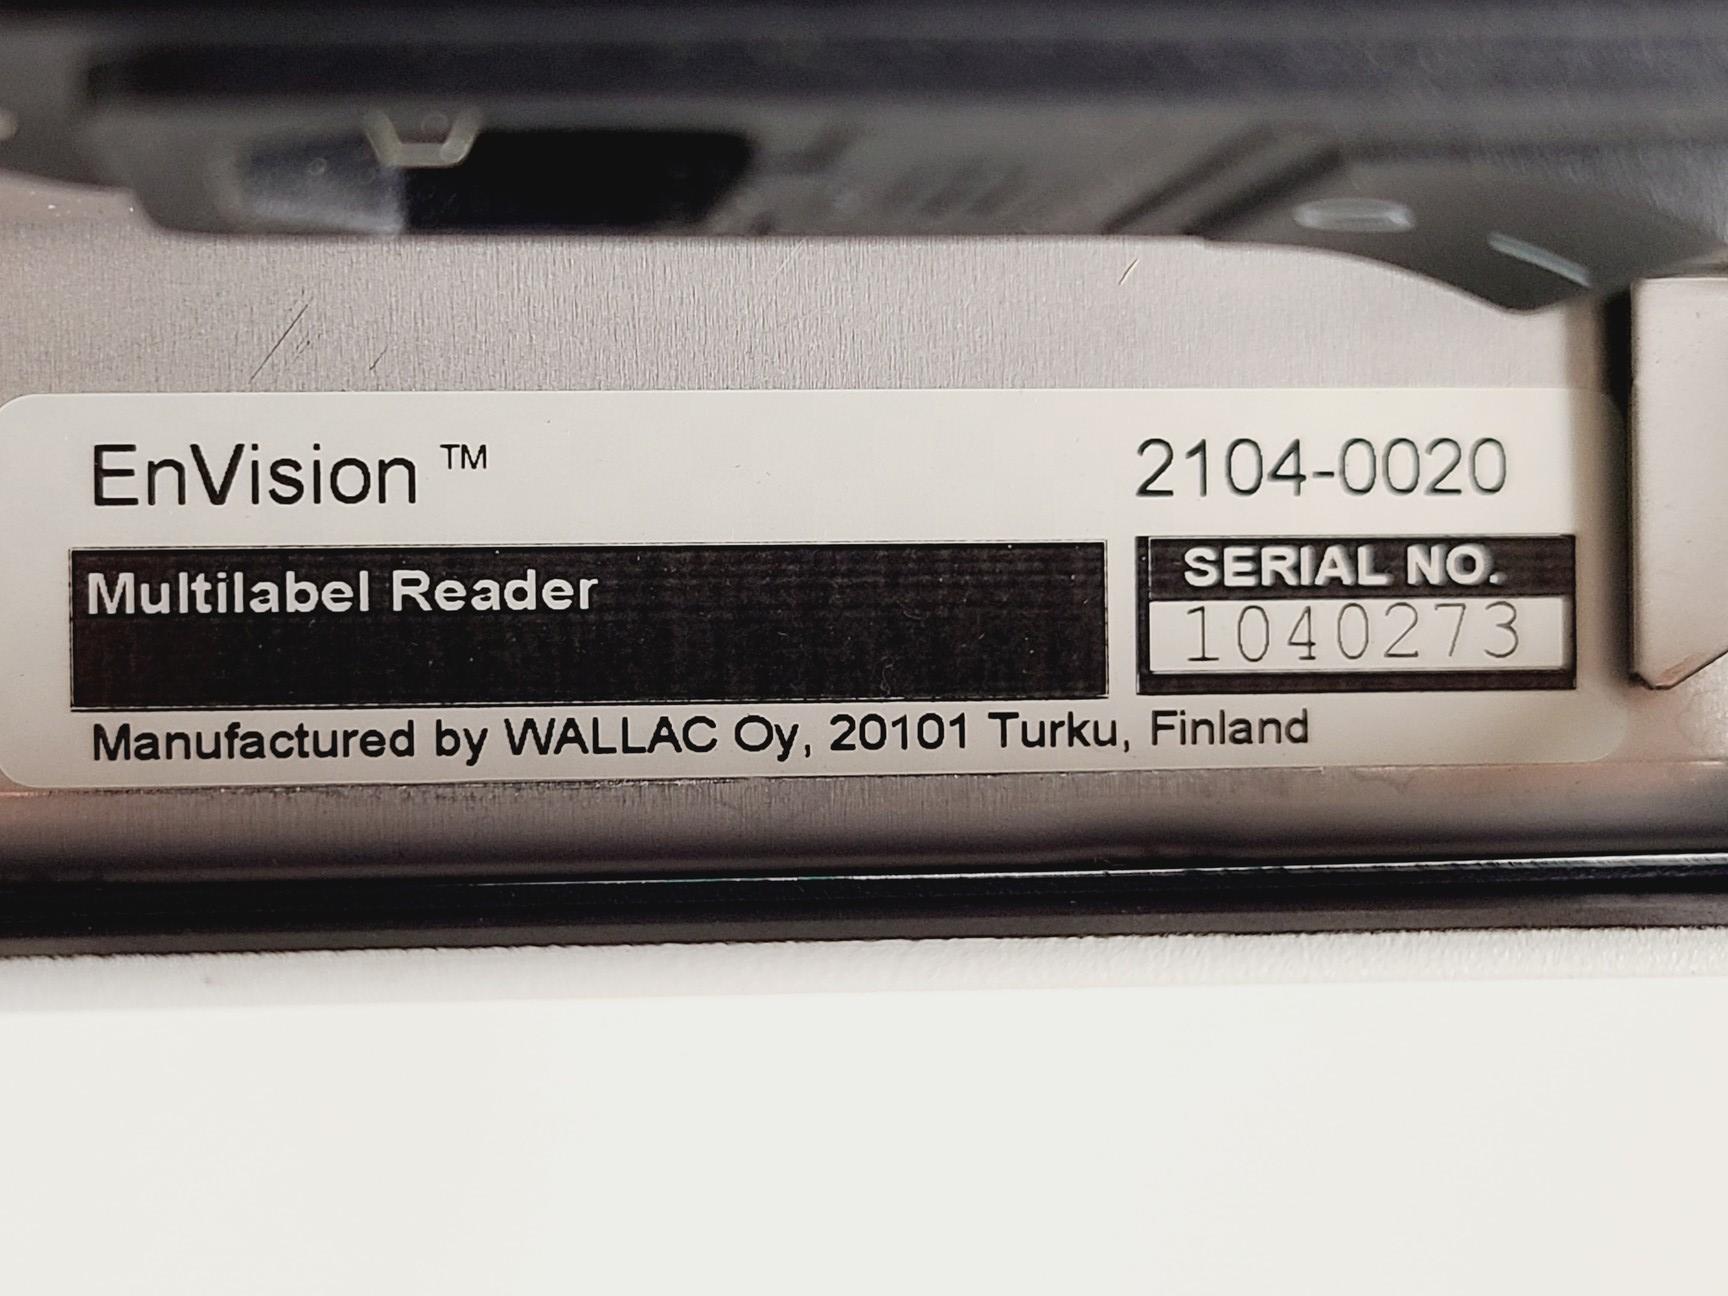 EnVision ™ 2104-0020
Multilabel Reader SERIAL NO.
1040273
Manufactured by WALLAC Oy, 20101 Turku, Finland